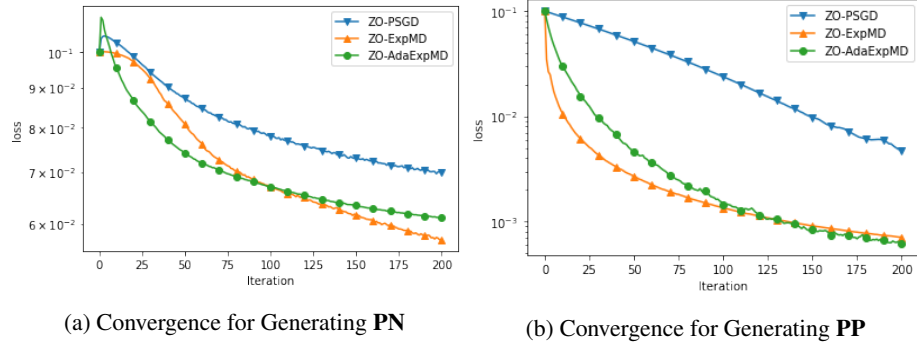 ZO-PSGD
ZO-ExpMD
ZO-AdaExpMD
10⁻¹
9 × 10⁻²
8 × 10⁻²
7 × 10⁻²
6 × 10⁻²
loss
0 25 50 75 100 125 150 175 200
Iteration
(a) Convergence for Generating PN
ZO-PSGD
ZO-ExpMD
ZO-AdaExpMD
10⁻¹
10⁻²
10⁻³
loss
0 25 50 75 100 125 150 175 200
Iteration
(b) Convergence for Generating PP